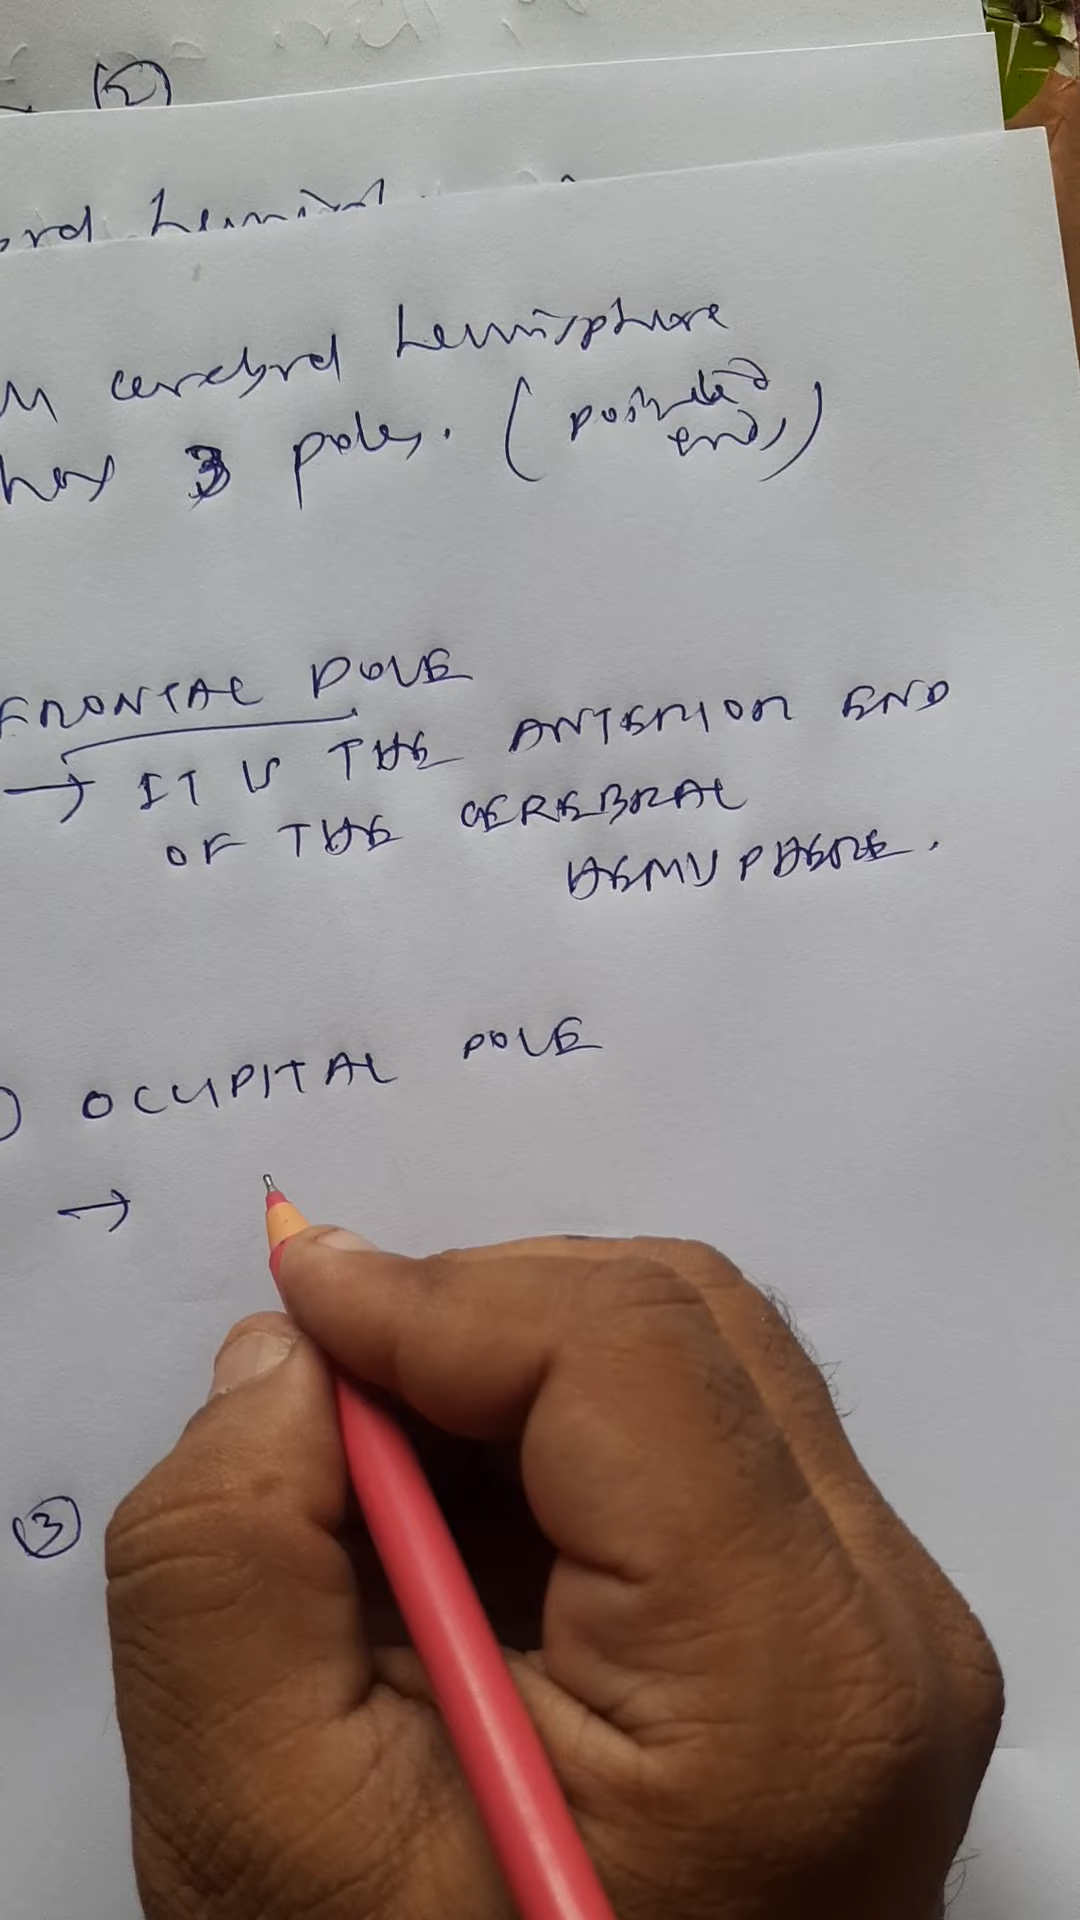 cerebral hemisphere
has 3 poles. (pointed
ends)
FRONTAL POLE
→ IT IS THE ANTERIOR END
OF THE CEREBRAL
HEMISPHERE.
OCCIPITAL POLE
→
③